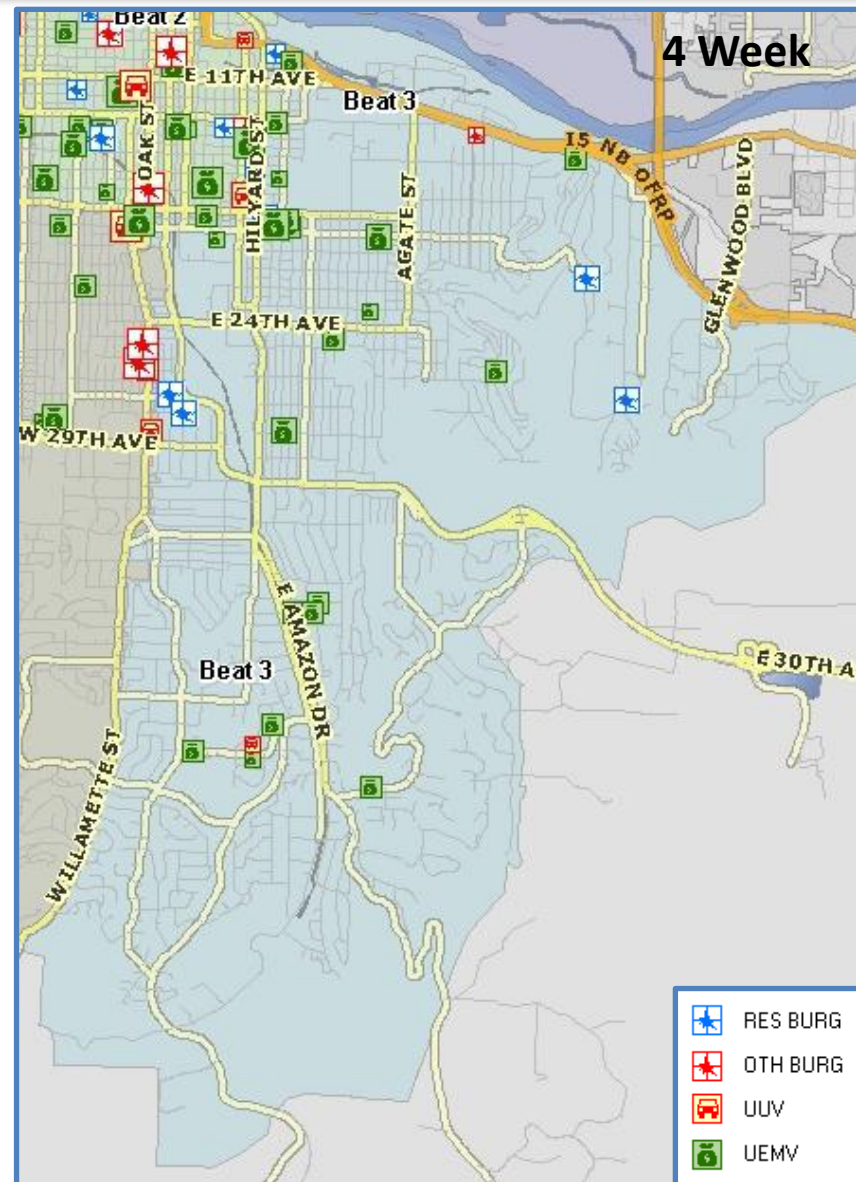 Beat 2
4 Week
E 11TH AVE
Beat 3
OAK ST
HILYARD ST
I5 NB OFRP
AGATE ST
GLENWOOD BLVD
E 24TH AVE
W 29TH AVE
E AMAZON DR
Beat 3
E 30TH A
WILLAMETTE ST
RES BURG
OTH BURG
UUV
UEMV